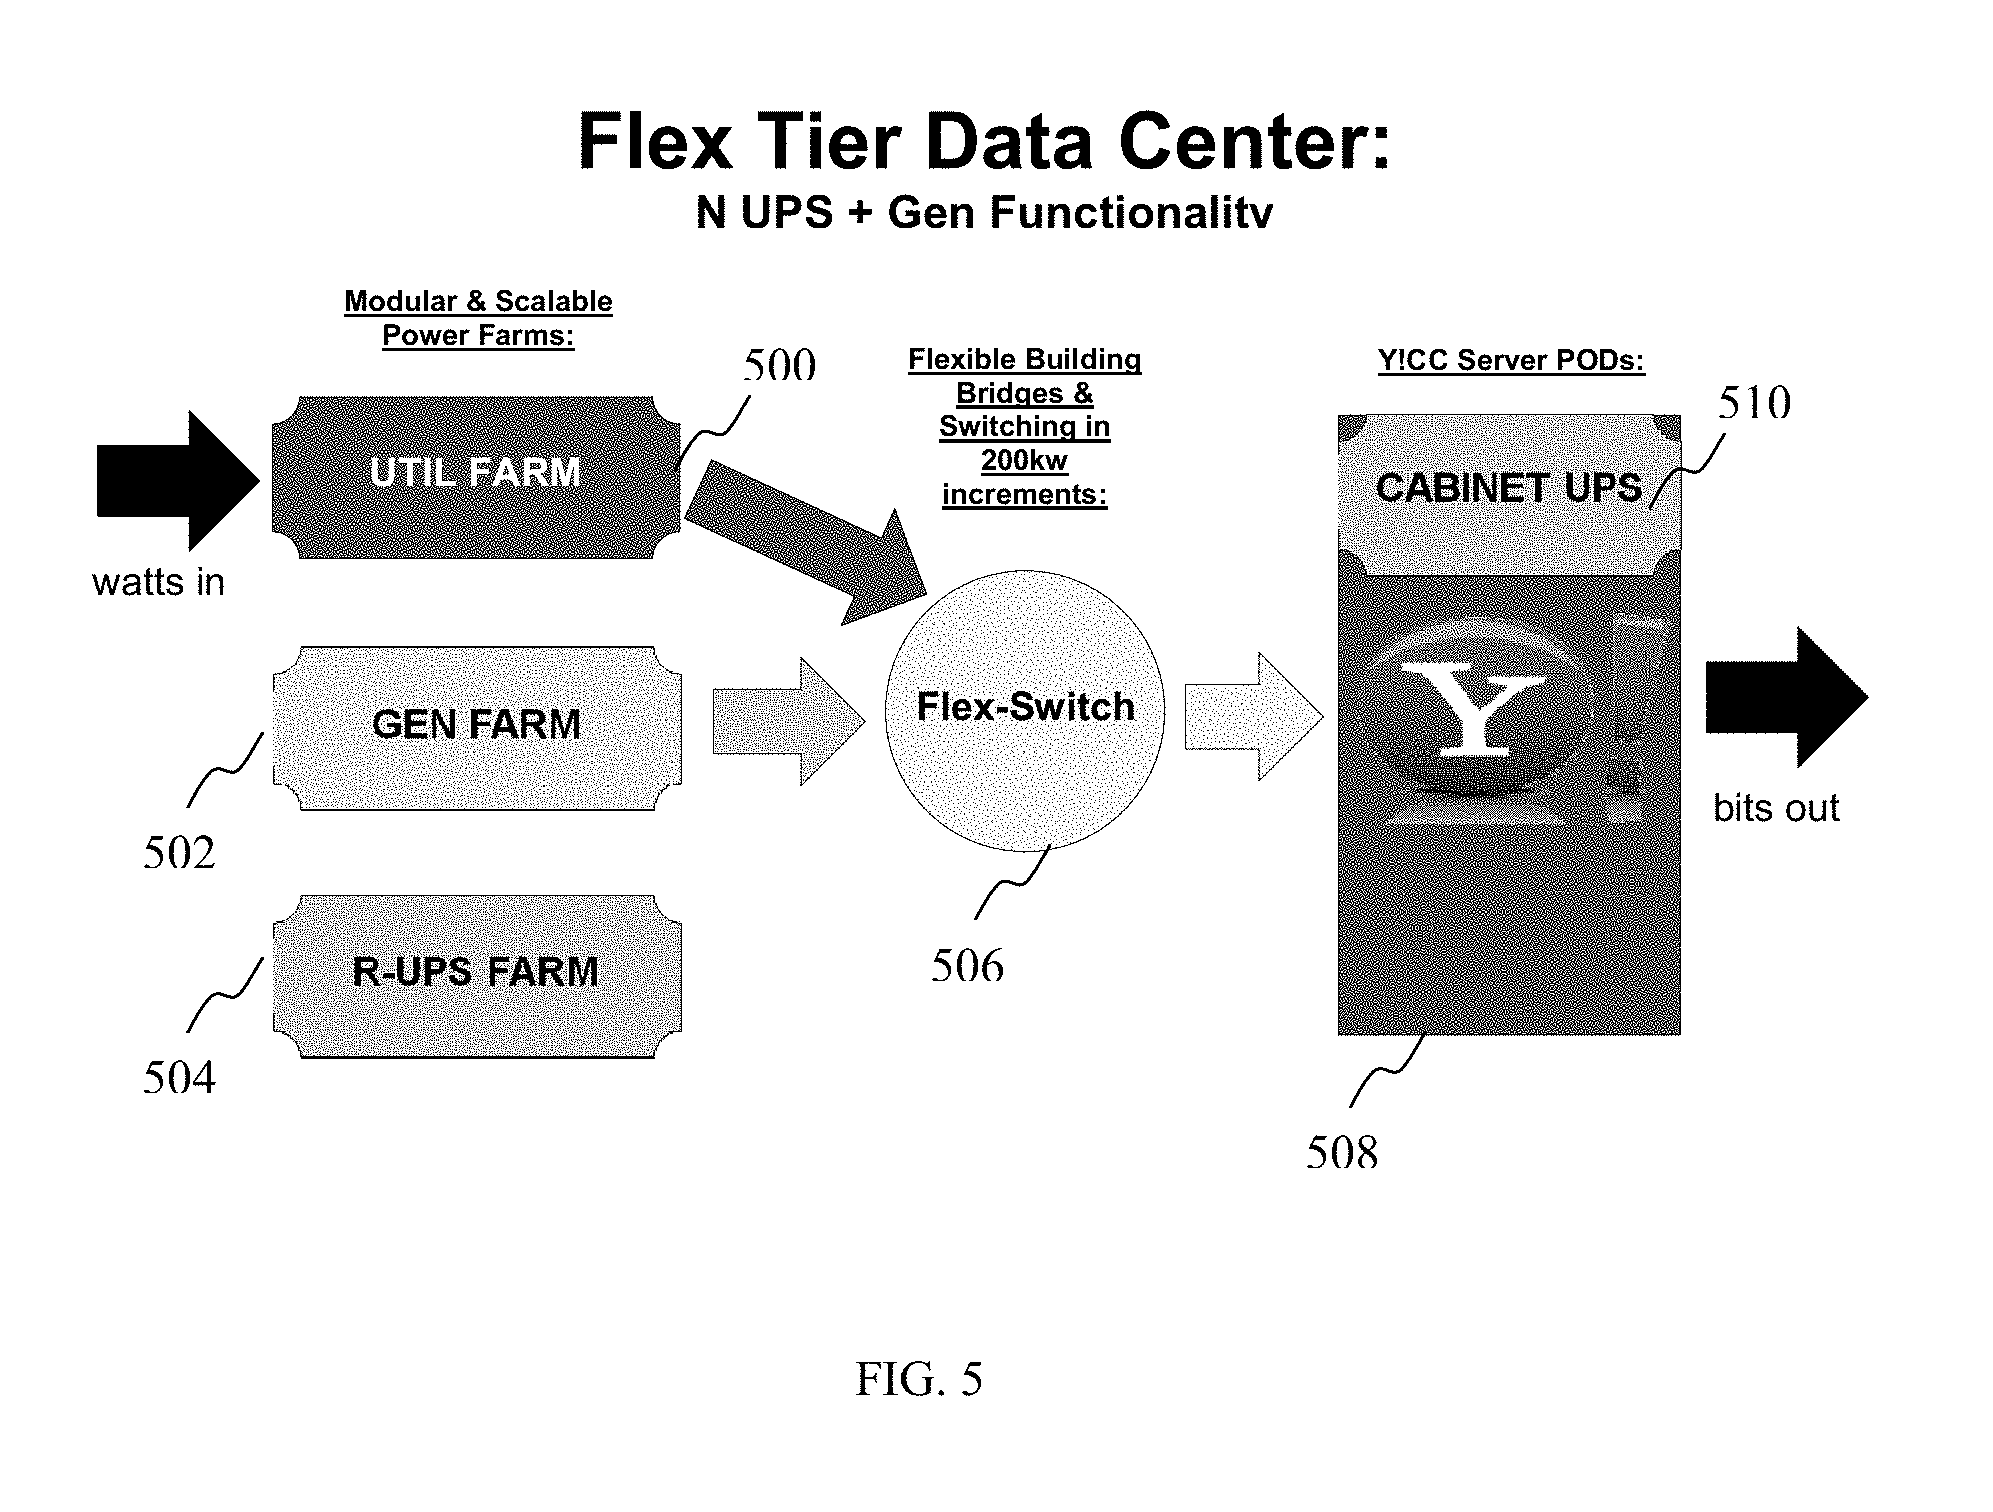 Flex Tier Data Center:
N UPS + Gen Functionality
Modular & Scalable
Power Farms:
500
Flexible Building
Bridges &
Switching in
200kw
increments:
Y!CC Server PODs:
510
UTIL FARM
CABINET UPS
watts in
GEN FARM
Flex-Switch
Y
bits out
502
R-UPS FARM
506
504
508
FIG. 5